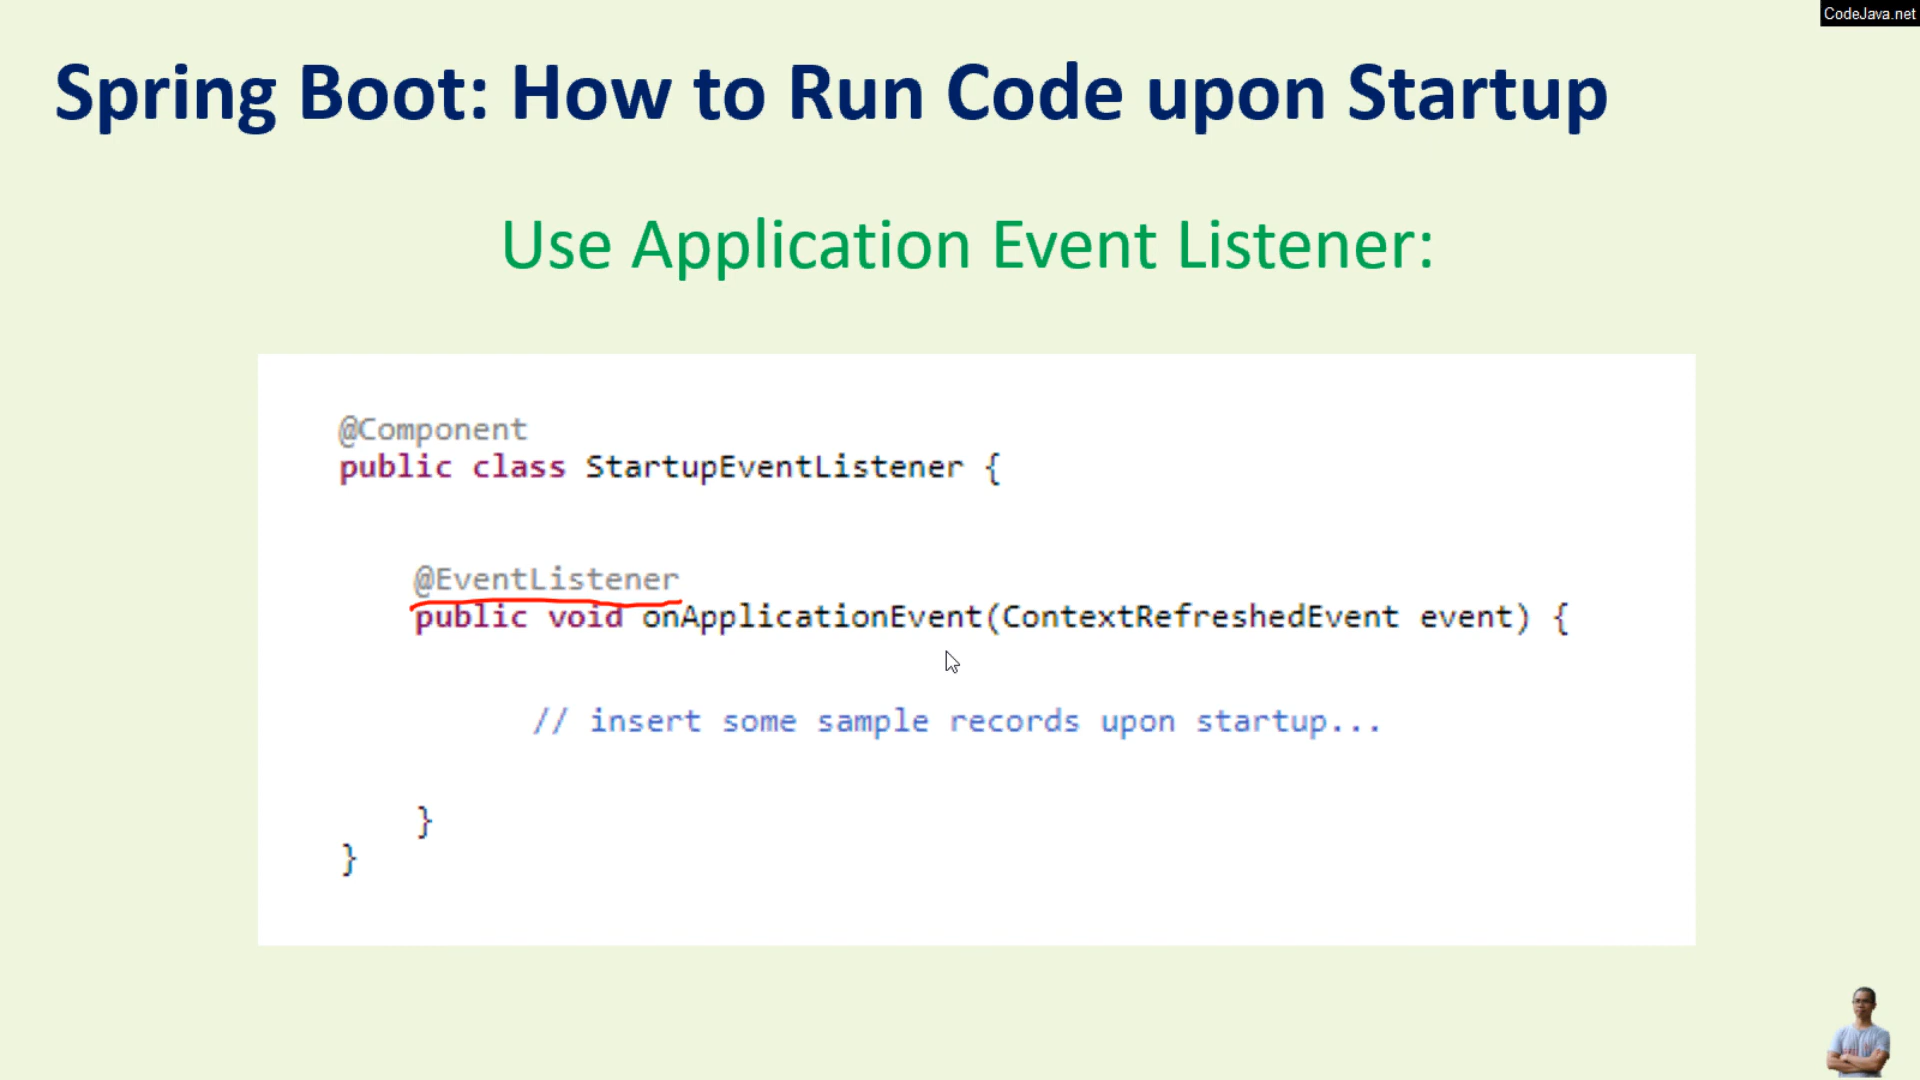 CodeJava.net
Spring Boot: How to Run Code upon Startup
Use Application Event Listener:
@Component
public class StartupEventListener {
@EventListener
public void onApplicationEvent(ContextRefreshedEvent event) {
// insert some sample records upon startup...
}
}